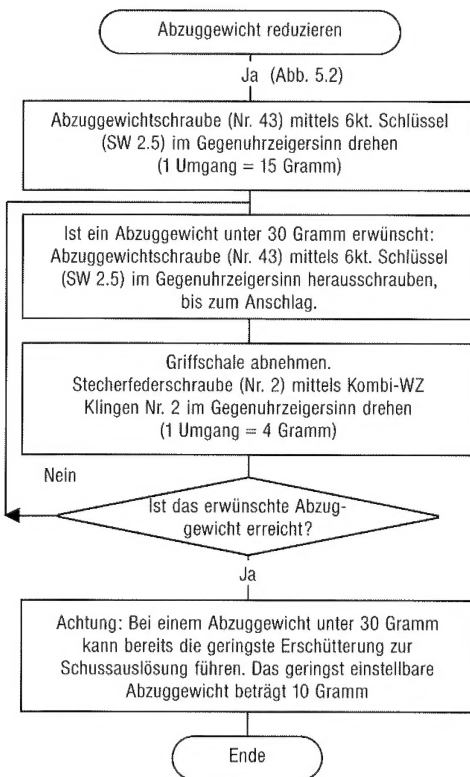 Abzuggewicht reduzieren
Ja (Abb. 5.2)
Abzuggewichtschraube (Nr. 43) mittels 6kt. Schlüssel
(SW 2.5) im Gegenuhrzeigersinn drehen
(1 Umgang = 15 Gramm)
Ist ein Abzuggewicht unter 30 Gramm erwünscht:
Abzuggewichtschraube (Nr. 43) mittels 6kt. Schlüssel
(SW 2.5) im Gegenuhrzeigersinn herausschrauben,
bis zum Anschlag.
Griffschale abnehmen.
Stecherfederschraube (Nr. 2) mittels Kombi-WZ
Klingen Nr. 2 im Gegenuhrzeigersinn drehen
(1 Umgang = 4 Gramm)
Nein
Ist das erwünschte Abzug-
gewicht erreicht?
Ja
Achtung: Bei einem Abzuggewicht unter 30 Gramm
kann bereits die geringste Erschütterung zur
Schussauslösung führen. Das geringst einstellbare
Abzuggewicht beträgt 10 Gramm
Ende